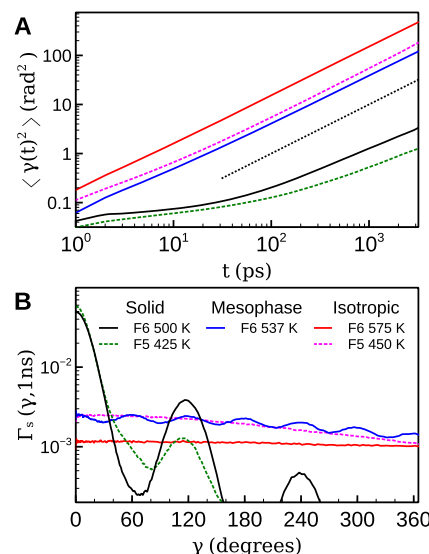 A
⟨ γ(t)² ⟩ (rad²)
100
10
1
0.1
10⁰ 10¹ 10² 10³
t (ps)
B
Solid Mesophase Isotropic
F6 500 K F6 537 K F6 575 K
F5 425 K F5 450 K
Γₛ (γ,1ns)
10⁻²
10⁻³
0 60 120 180 240 300 360
γ (degrees)